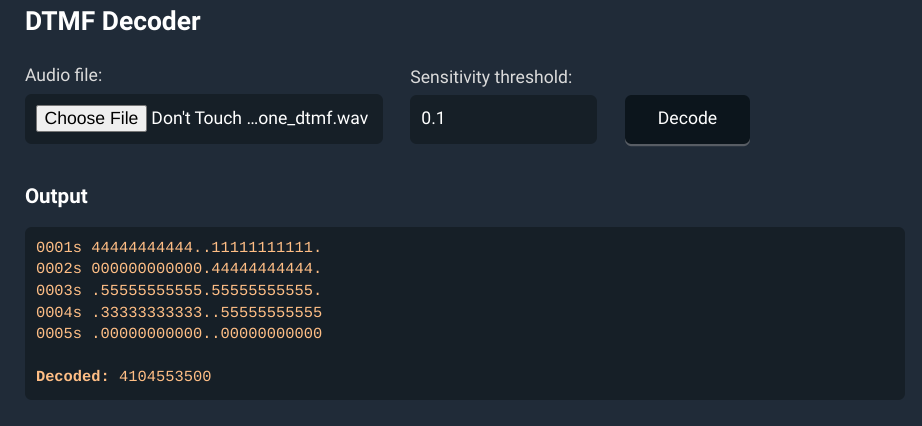 DTMF Decoder
Audio file:
Sensitivity threshold:
Choose File Don't Touch ...one_dtmf.wav
0.1
Decode
Output
0001s 44444444444..11111111111.
0002s 000000000000.44444444444.
0003s .55555555555.55555555555.
0004s .33333333333..55555555555
0005s .00000000000..00000000000
Decoded: 4104553500